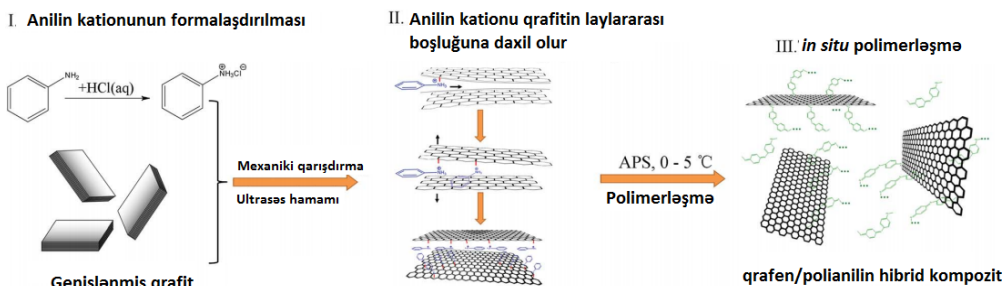 I. Anilin kationunun formalaşdırılması
NH₂
+HCl(aq)
⊕ ⊖
NH₃Cl
Genişlənmiş qrafit
Mexaniki qarışdırma
Ultrasəs hamamı
II. Anilin kationu qrafitin laylararası
boşluğuna daxil olur
APS, 0 - 5 ℃
Polimerləşmə
III. in situ polimerləşmə
qrafen/polianilin hibrid kompozit